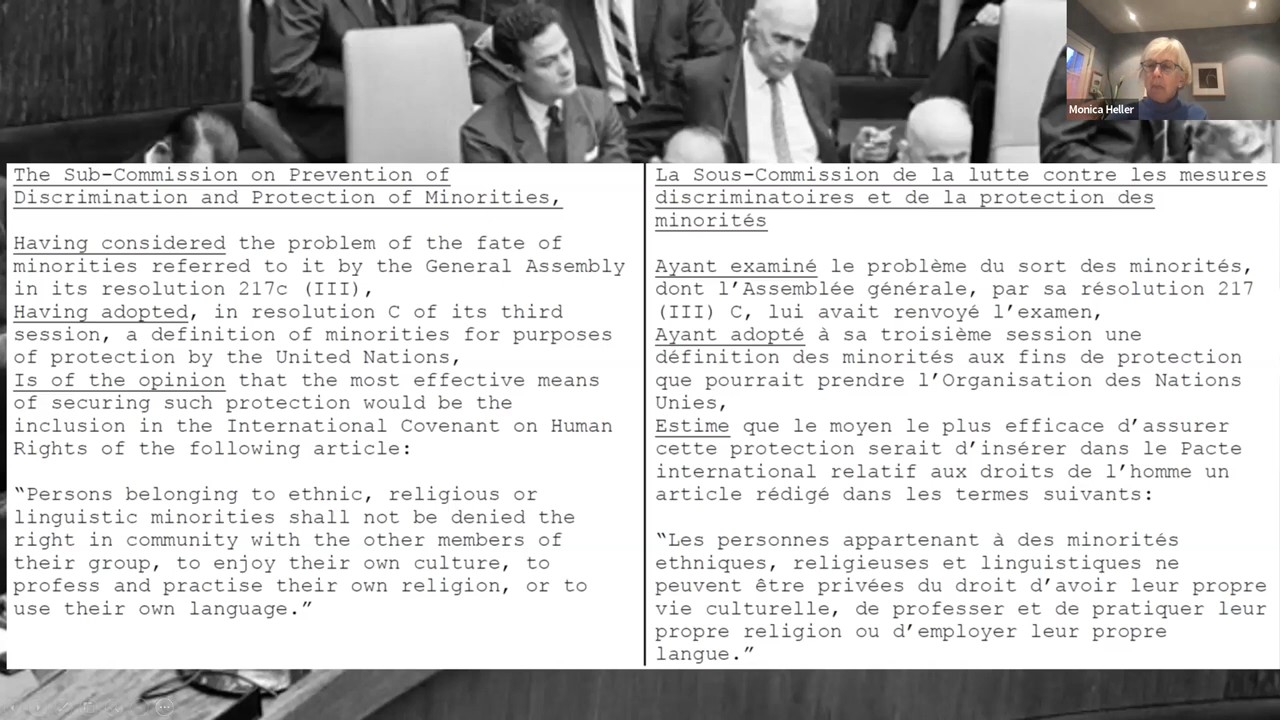 Monica Heller
The Sub-Commission on Prevention of
Discrimination and Protection of Minorities,
Having considered the problem of the fate of
minorities referred to it by the General Assembly
in its resolution 217c (III),
Having adopted, in resolution C of its third
session, a definition of minorities for purposes
of protection by the United Nations,
Is of the opinion that the most effective means
of securing such protection would be the
inclusion in the International Covenant on Human
Rights of the following article:
“Persons belonging to ethnic, religious or
linguistic minorities shall not be denied the
right in community with the other members of
their group, to enjoy their own culture, to
profess and practise their own religion, or to
use their own language.”
La Sous-Commission de la lutte contre les mesures
discriminatoires et de la protection des
minorités
Ayant examiné le problème du sort des minorités,
dont l’Assemblée générale, par sa résolution 217
(III) C, lui avait renvoyé l’examen,
Ayant adopté à sa troisième session une
définition des minorités aux fins de protection
que pourrait prendre l’Organisation des Nations
Unies,
Estime que le moyen le plus efficace d’assurer
cette protection serait d’insérer dans le Pacte
international relatif aux droits de l’homme un
article rédigé dans les termes suivants:
“Les personnes appartenant à des minorités
ethniques, religieuses et linguistiques ne
peuvent être privées du droit d’avoir leur propre
vie culturelle, de professer et de pratiquer leur
propre religion ou d’employer leur propre
langue.”